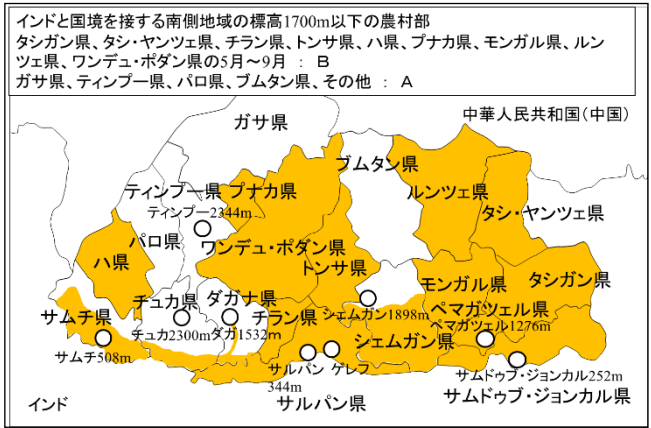 インドと国境を接する南側地域の標高1700m以下の農村部
タシガン県、タシ・ヤンツェ県、チラン県、トンサ県、ハ県、プナカ県、モンガル県、ルン
ツェ県、ワンデュ・ポダン県の5月～9月 ： B
ガサ県、ティンプー県、パロ県、ブムタン県、その他 ： A
中華人民共和国（中国）
ガサ県
ブムタン県
ティンプー県
プナカ県
ルンツェ県
ティンプー2344m
タシ・ヤンツェ県
パロ県
ワンデュ・ポダン県
ハ県
トンサ県
モンガル県
タシガン県
チュカ県
ダガナ県
サムチ県
チラン県
シェムガン1898m
ペマガツェル県
ペマガツェル1276m
チュカ2300m
ダガ1532m
シェムガン県
サムチ508m
サルパン
344m
ゲレフ
サムドゥブ・ジョンカル252m
サムドゥブ・ジョンカル県
サルパン県
インド